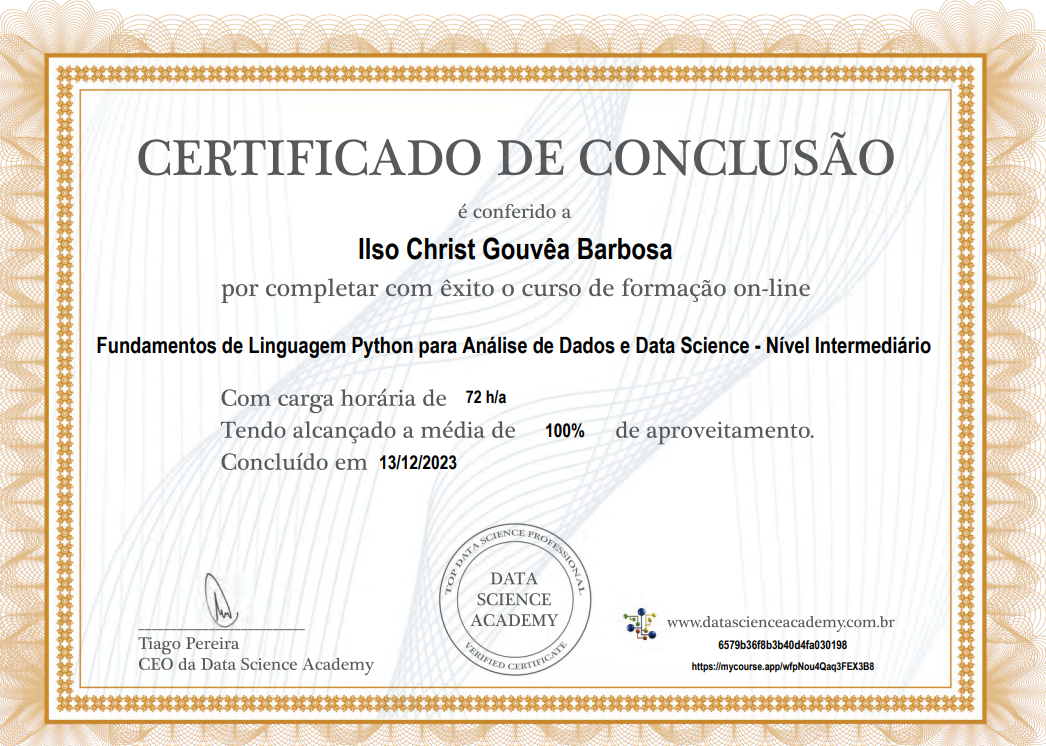 CERTIFICADO DE CONCLUSÃO
é conferido a
Ilso Christ Gouvêa Barbosa
por completar com êxito o curso de formação on-line
Fundamentos de Linguagem Python para Análise de Dados e Data Science - Nível Intermediário
Com carga horária de 72 h/a
Tendo alcançado a média de 100% de aproveitamento.
Concluído em 13/12/2023
TOP DATA SCIENCE PROFESSIONAL
DATA
SCIENCE
ACADEMY
VERIFIED CERTIFICATE
Tiago Pereira
CEO da Data Science Academy
www.datascienceacademy.com.br
6579b36f8b3b40d4fa030198
https://mycourse.app/wfpNou4Qaq3FEX3B8